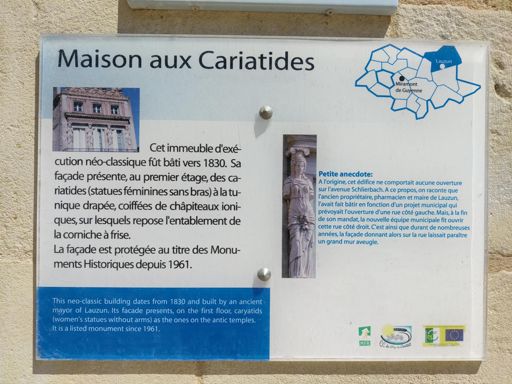 Maison aux Cariatides
Lauzun
Miramont
de Guyenne
Cet immeuble d'exé-
cution néo-classique fût bâti vers 1830. Sa
façade présente, au premier étage, des ca-
riatides (statues féminines sans bras) à la tu-
nique drapée, coiffées de châpiteaux ioni-
ques, sur lesquels repose l'entablement de
la corniche à frise.
La façade est protégée au titre des Monu-
ments Historiques depuis 1961.
Petite anecdote:
A l'origine, cet édifice ne comportait aucune ouverture
sur l'avenue Schlierbach. A ce propos, on raconte que
l'ancien propriétaire, pharmacien et maire de Lauzun,
l'avait fait bâti en fonction d'un projet municipal qui
prévoyait l'ouverture d'une rue côté gauche. Mais, à la fin
de son mandat, la nouvelle équipe municipale fit ouvrir
cette rue côté droit. C'est ainsi que durant de nombreuses
années, la façade donnant alors sur la rue laissait paraître
un grand mur aveugle.
This neo-classic building dates from 1830 and built by an ancient
mayor of Lauzun. Its facade presents, on the first floor, caryatids
(women's statues without arms) as the ones on the antic temples.
It is a listed monument since 1961.